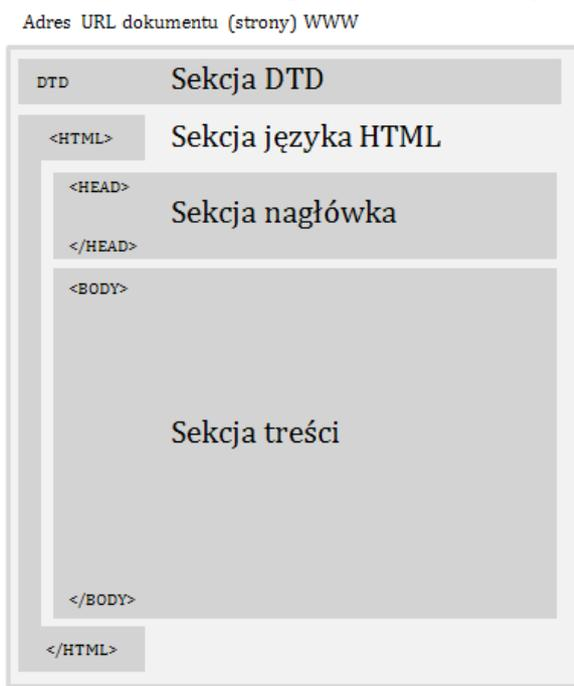 Adres URL dokumentu (strony) WWW
DTD Sekcja DTD
<HTML> Sekcja języka HTML
<HEAD>
Sekcja nagłówka
</HEAD>
<BODY>
Sekcja treści
</BODY>
</HTML>